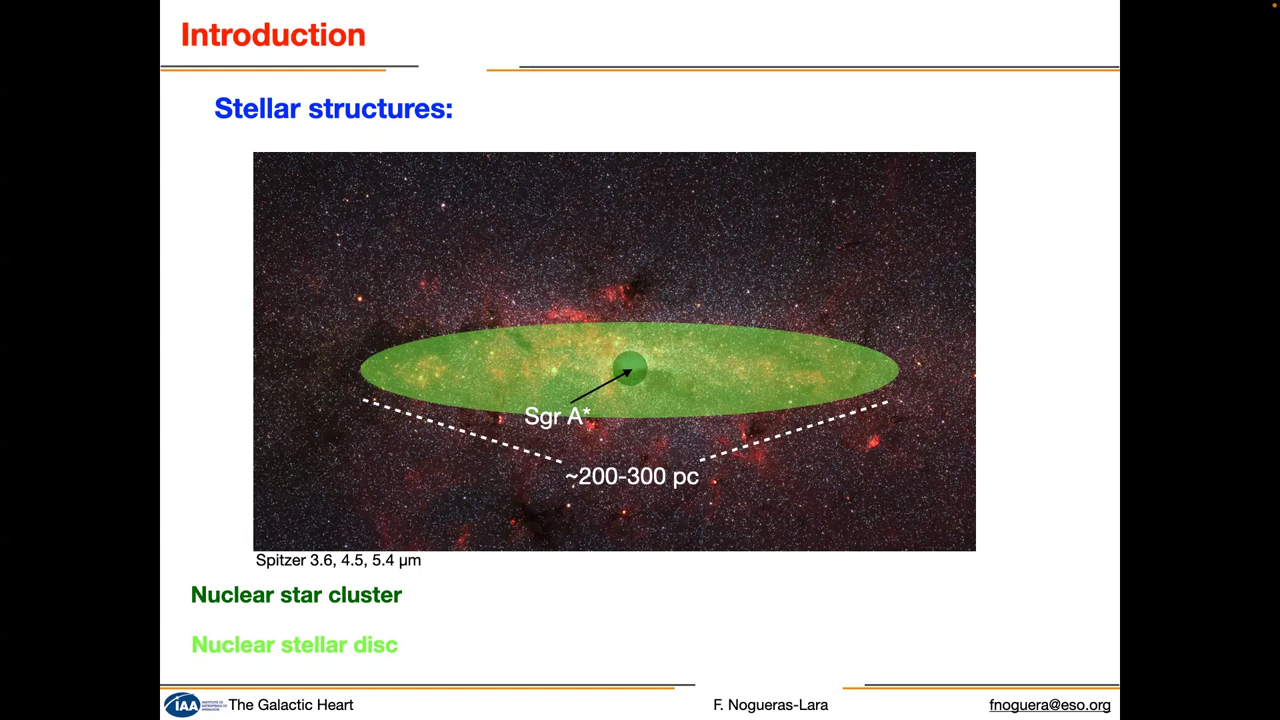 Introduction
Stellar structures:
Sgr A*
~200-300 pc
Spitzer 3.6, 4.5, 5.4 µm
Nuclear star cluster
Nuclear stellar disc
IAA The Galactic Heart F. Nogueras-Lara fnoguera@eso.org